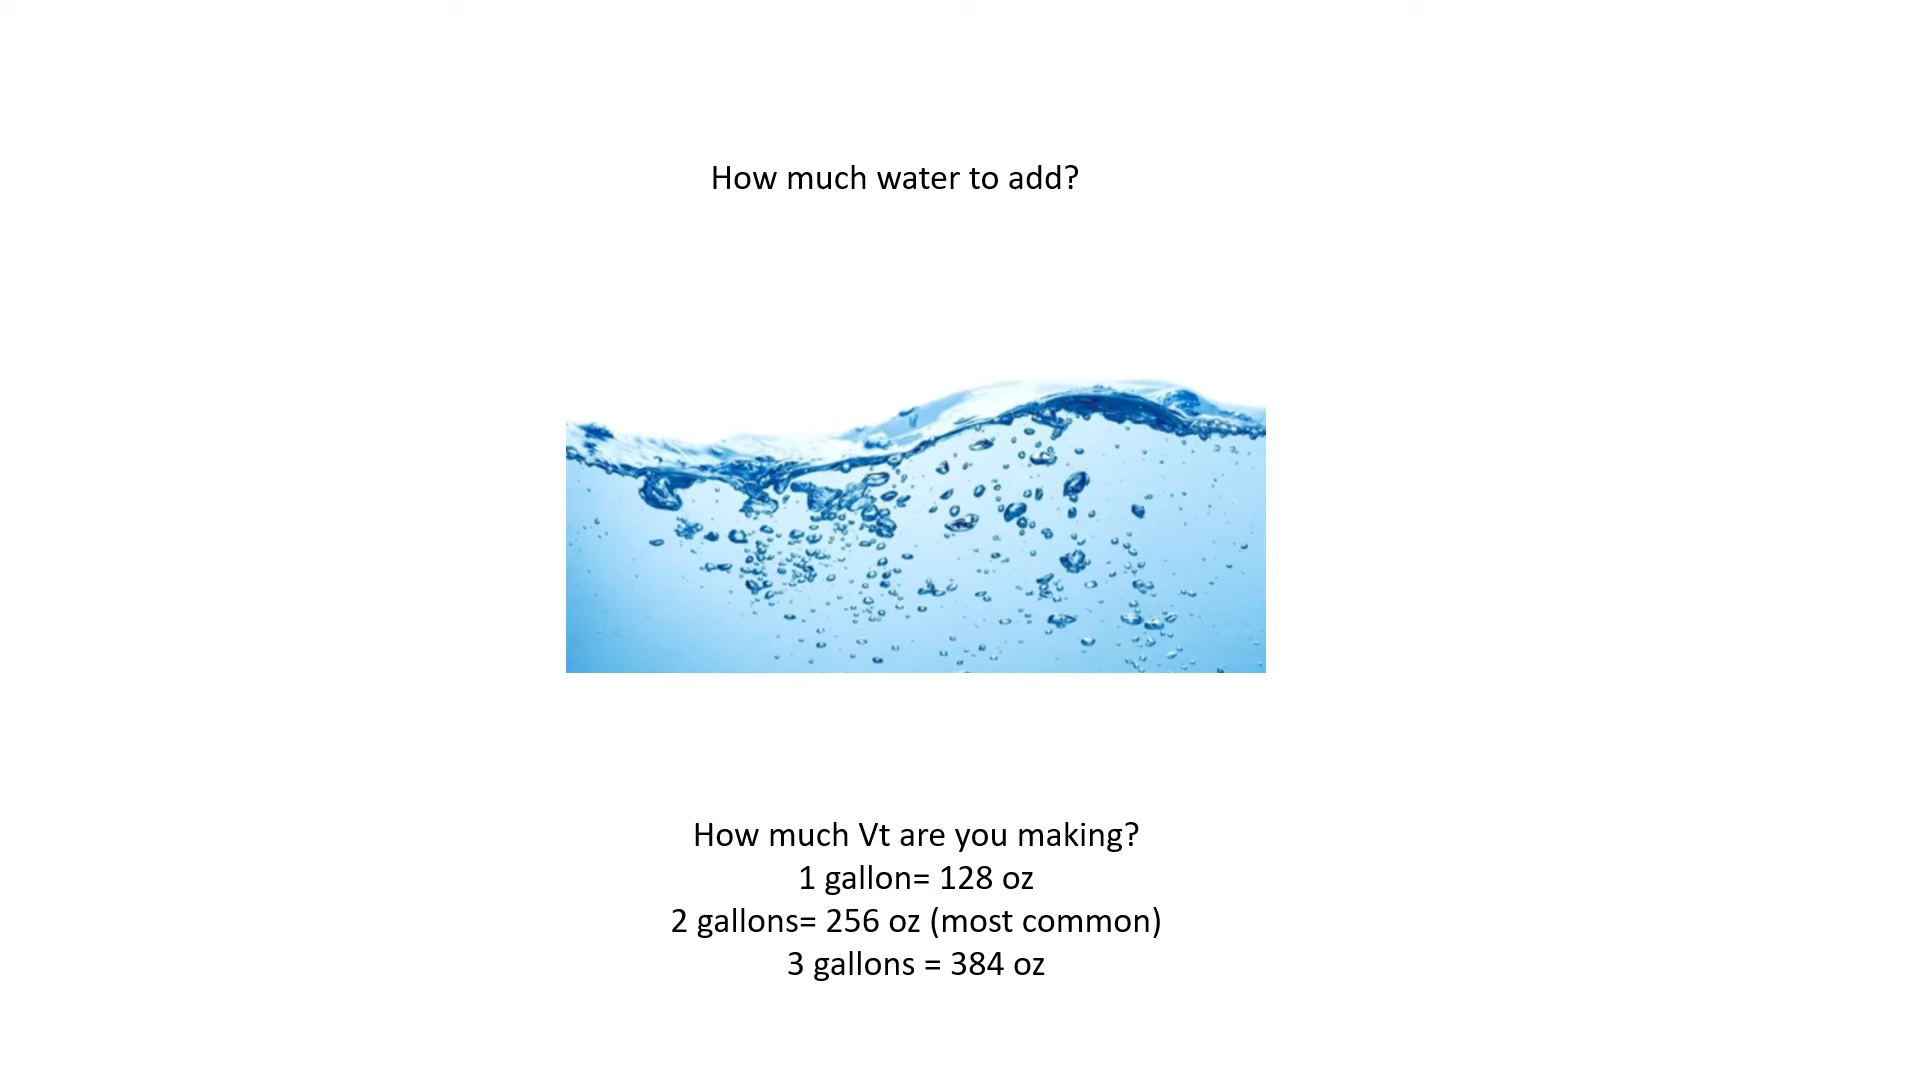 How much water to add?
How much Vt are you making?
1 gallon= 128 oz
2 gallons= 256 oz (most common)
3 gallons = 384 oz